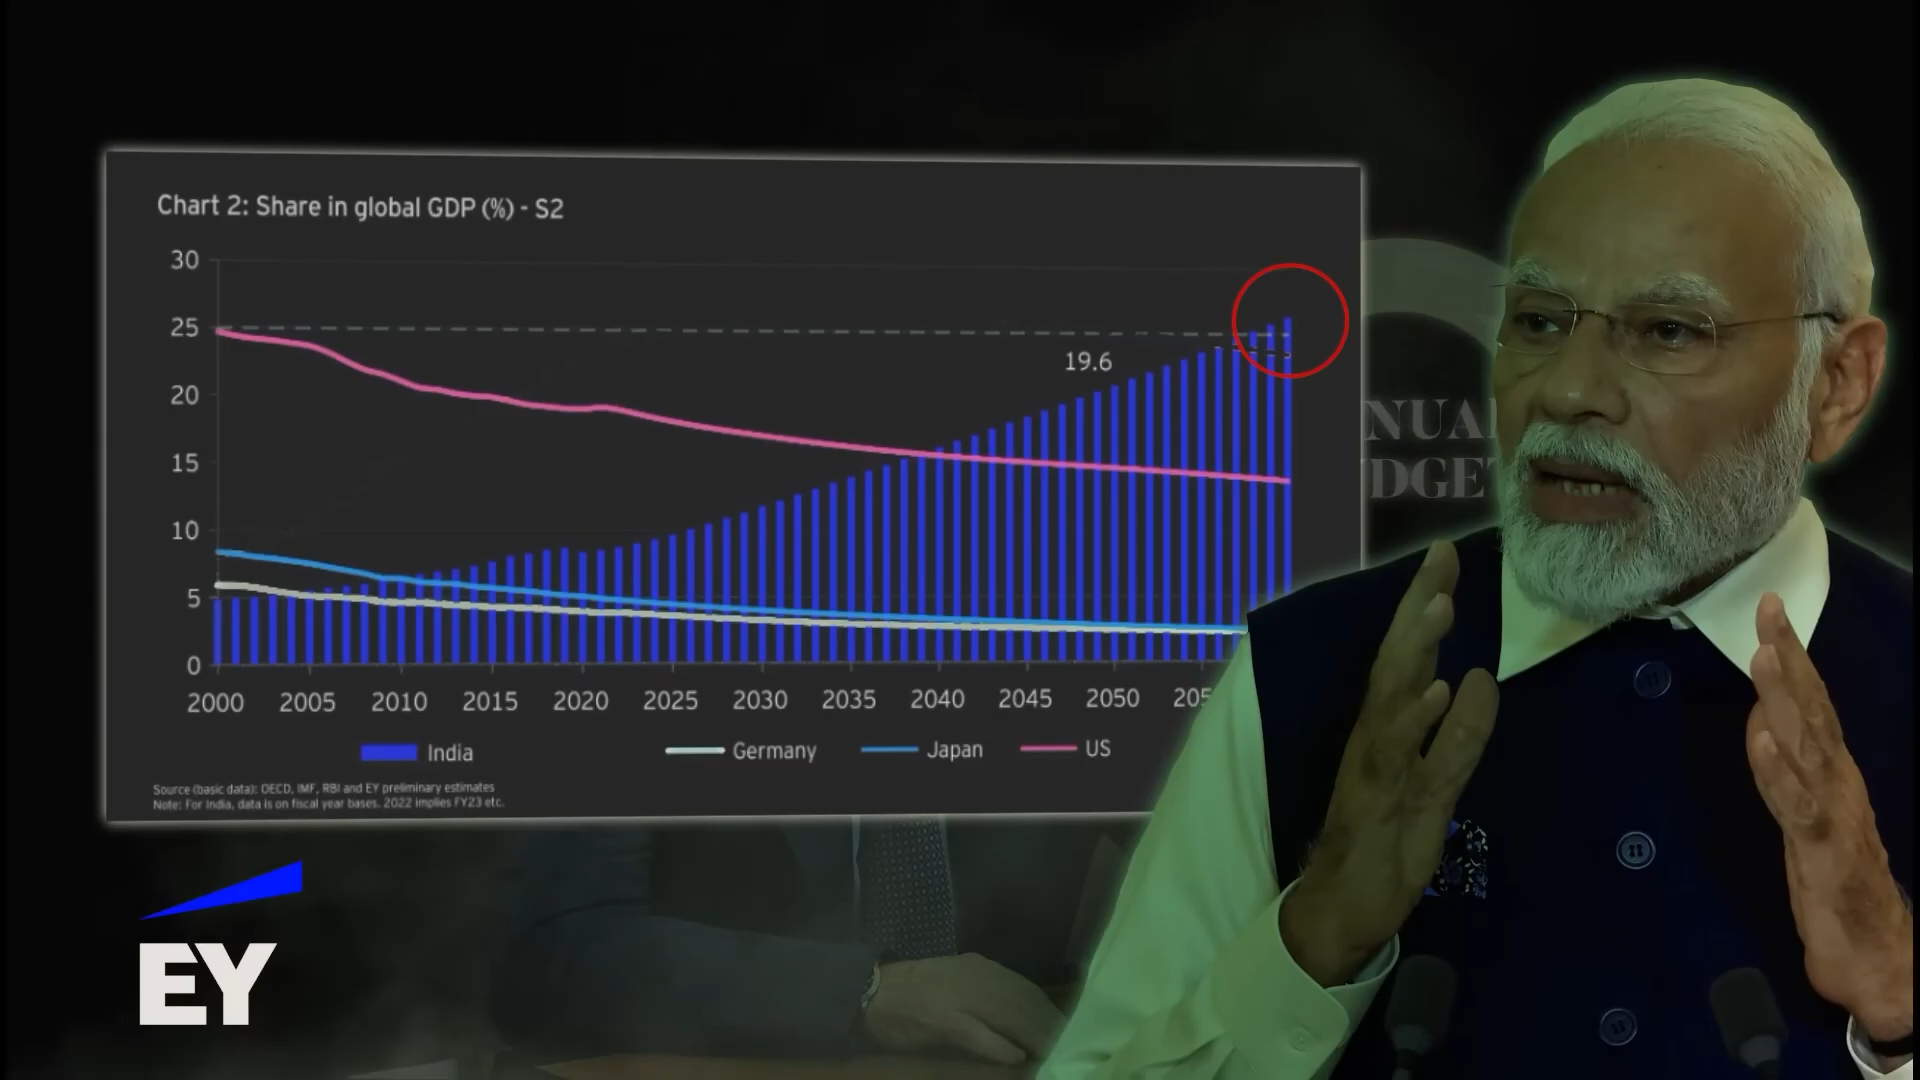 Chart 2: Share in global GDP (%) - S2
30
25
20
15
10
5
0
19.6
2000 2005 2010 2015 2020 2025 2030 2035 2040 2045 2050
India Germany Japan US
Source (basic data): OECD, IMF, RBI and EY preliminary estimates
Note: For India, data is on fiscal year bases. 2022 implies FY23 etc.
EY